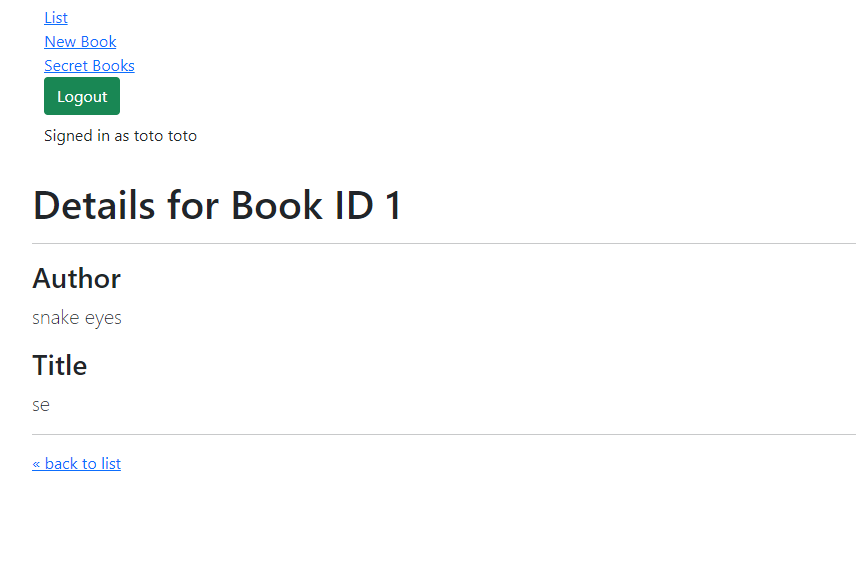 List
New Book
Secret Books
Logout
Signed in as toto toto
Details for Book ID 1
Author
snake eyes
Title
se
« back to list